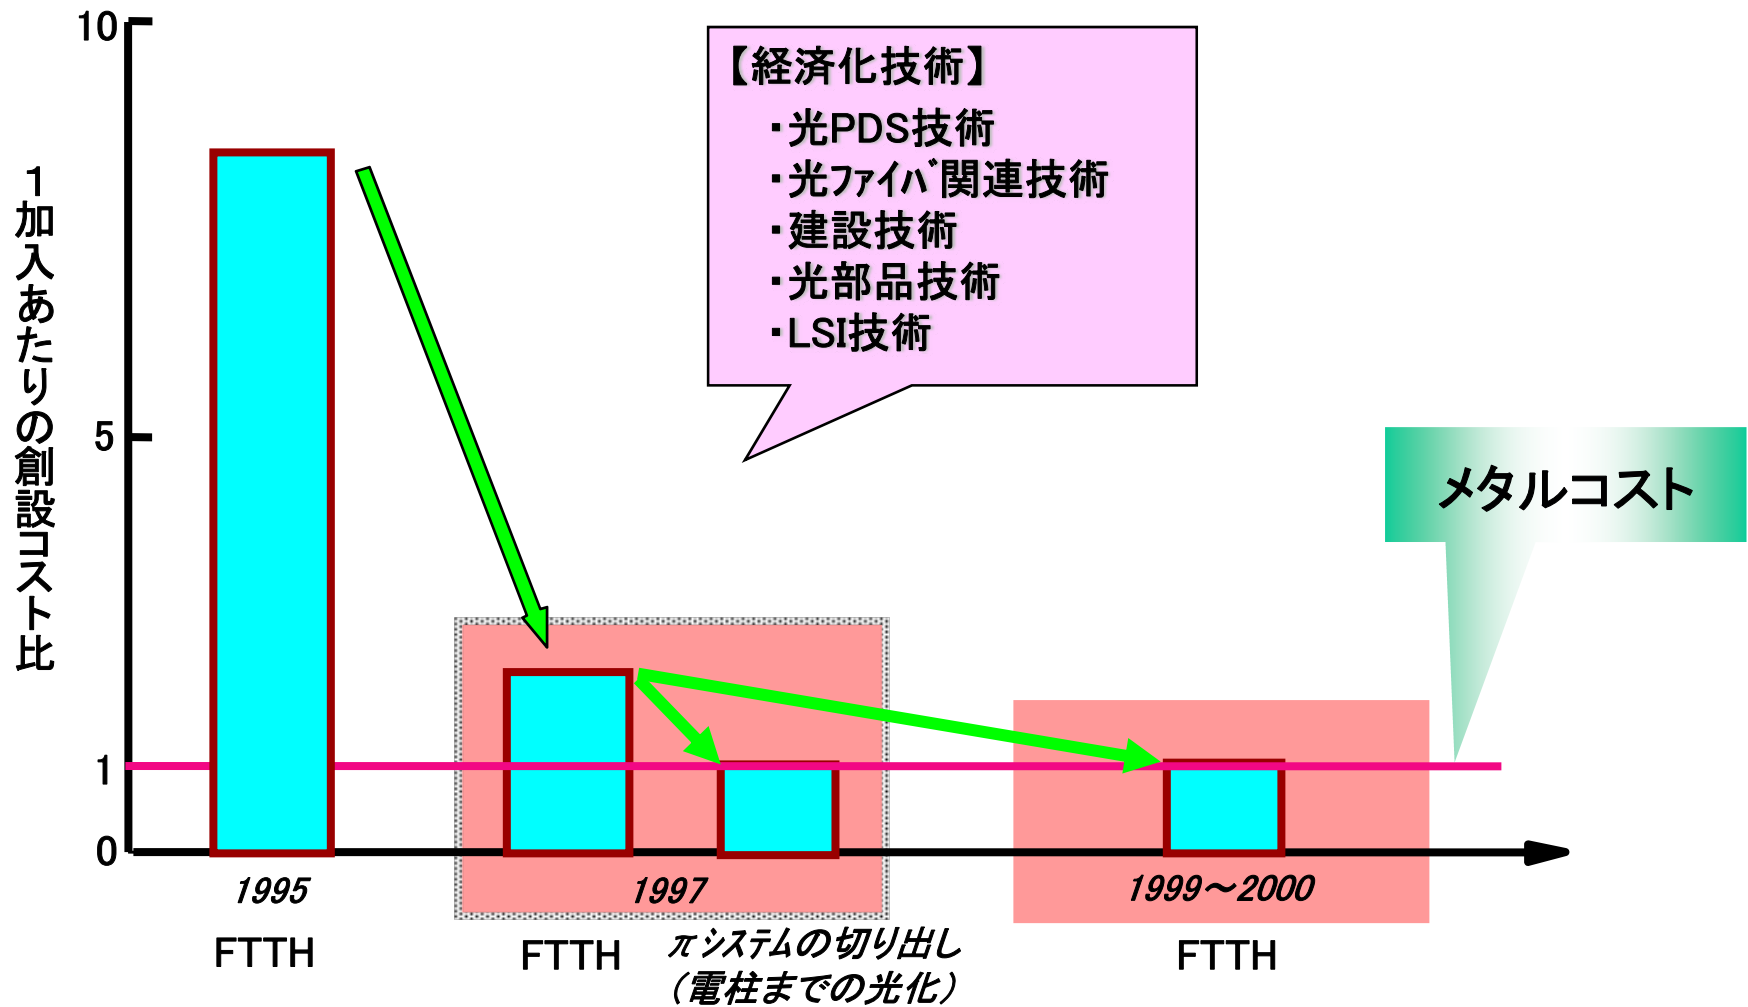 10
5
1
0
1加入あたりの創設コスト比
【経済化技術】
・光PDS技術
・光ﾌｧｲﾊﾞ関連技術
・建設技術
・光部品技術
・LSI技術
メタルコスト
1995
1997
1999～2000
FTTH
FTTH
πｼｽﾃﾑの切り出し
（電柱までの光化）
FTTH